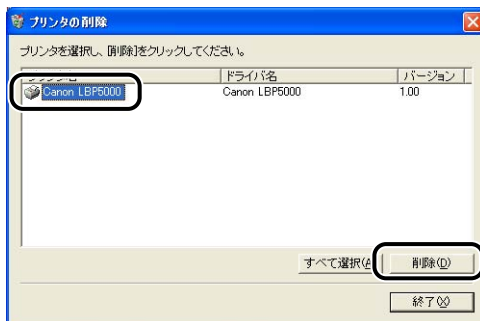 プリンタの削除
プリンタを選択し、[削除]をクリックしてください。
ドライバ名 バージョン
Canon LBP5000 Canon LBP5000 1.00
すべて選択(A 削除(D)
終了(X)